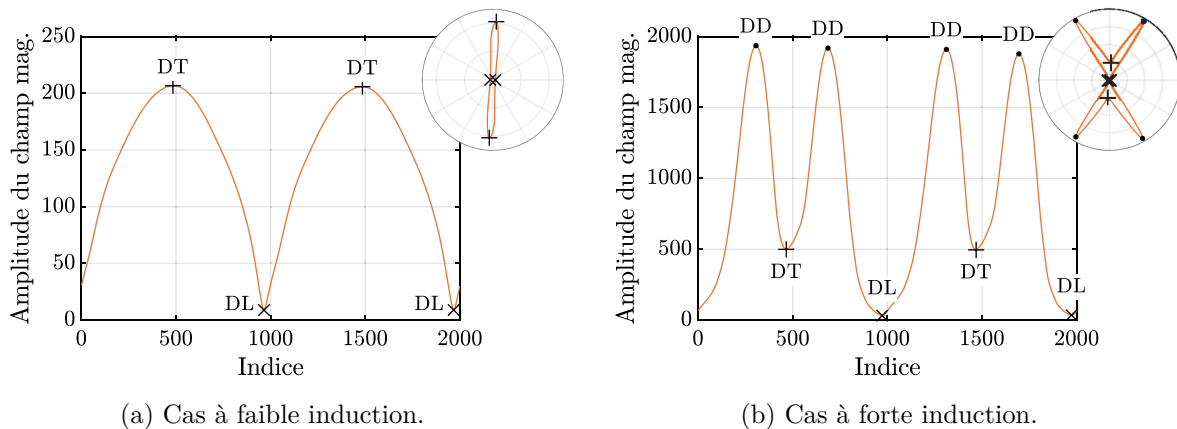 Amplitude du champ mag.
250
200
150
100
50
0
DT
DT
DL
DL
0
500
1000
1500
2000
Indice
(a) Cas à faible induction.
Amplitude du champ mag.
2000
1500
1000
500
0
DD
DD
DD
DD
DT
DT
DL
DL
0
500
1000
1500
2000
Indice
(b) Cas à forte induction.